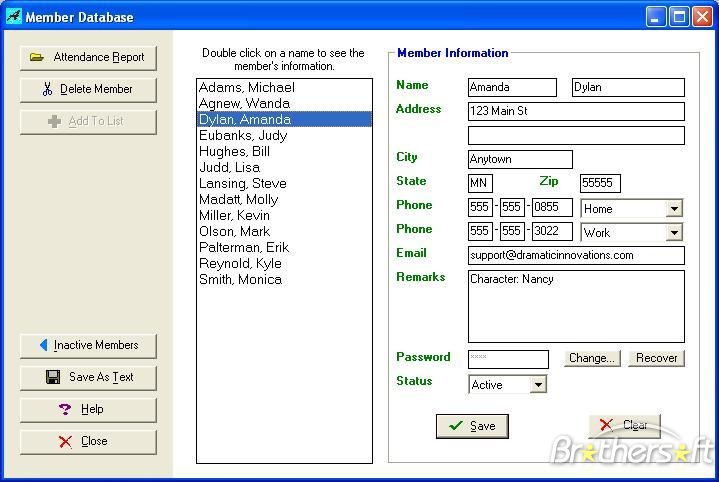 Member Database
Attendance Report
Delete Member
Add To List
Inactive Members
Save As Text
Help
Close
Double click on a name to see the
member's information.
Adams, Michael
Agnew, Wanda
Dylan, Amanda
Eubanks, Judy
Hughes, Bill
Judd, Lisa
Lansing, Steve
Madatt, Molly
Miller, Kevin
Olson, Mark
Palterman, Erik
Reynold, Kyle
Smith, Monica
Member Information
Name Amanda Dylan
Address 123 Main St
City Anytown
State MN Zip 55555
Phone 555 - 555 - 0855 Home
Phone 555 - 555 - 3022 Work
Email support@dramaticinnovations.com
Remarks Character: Nancy
Password **** Change... Recover
Status Active
Save Clear
Brothersoft